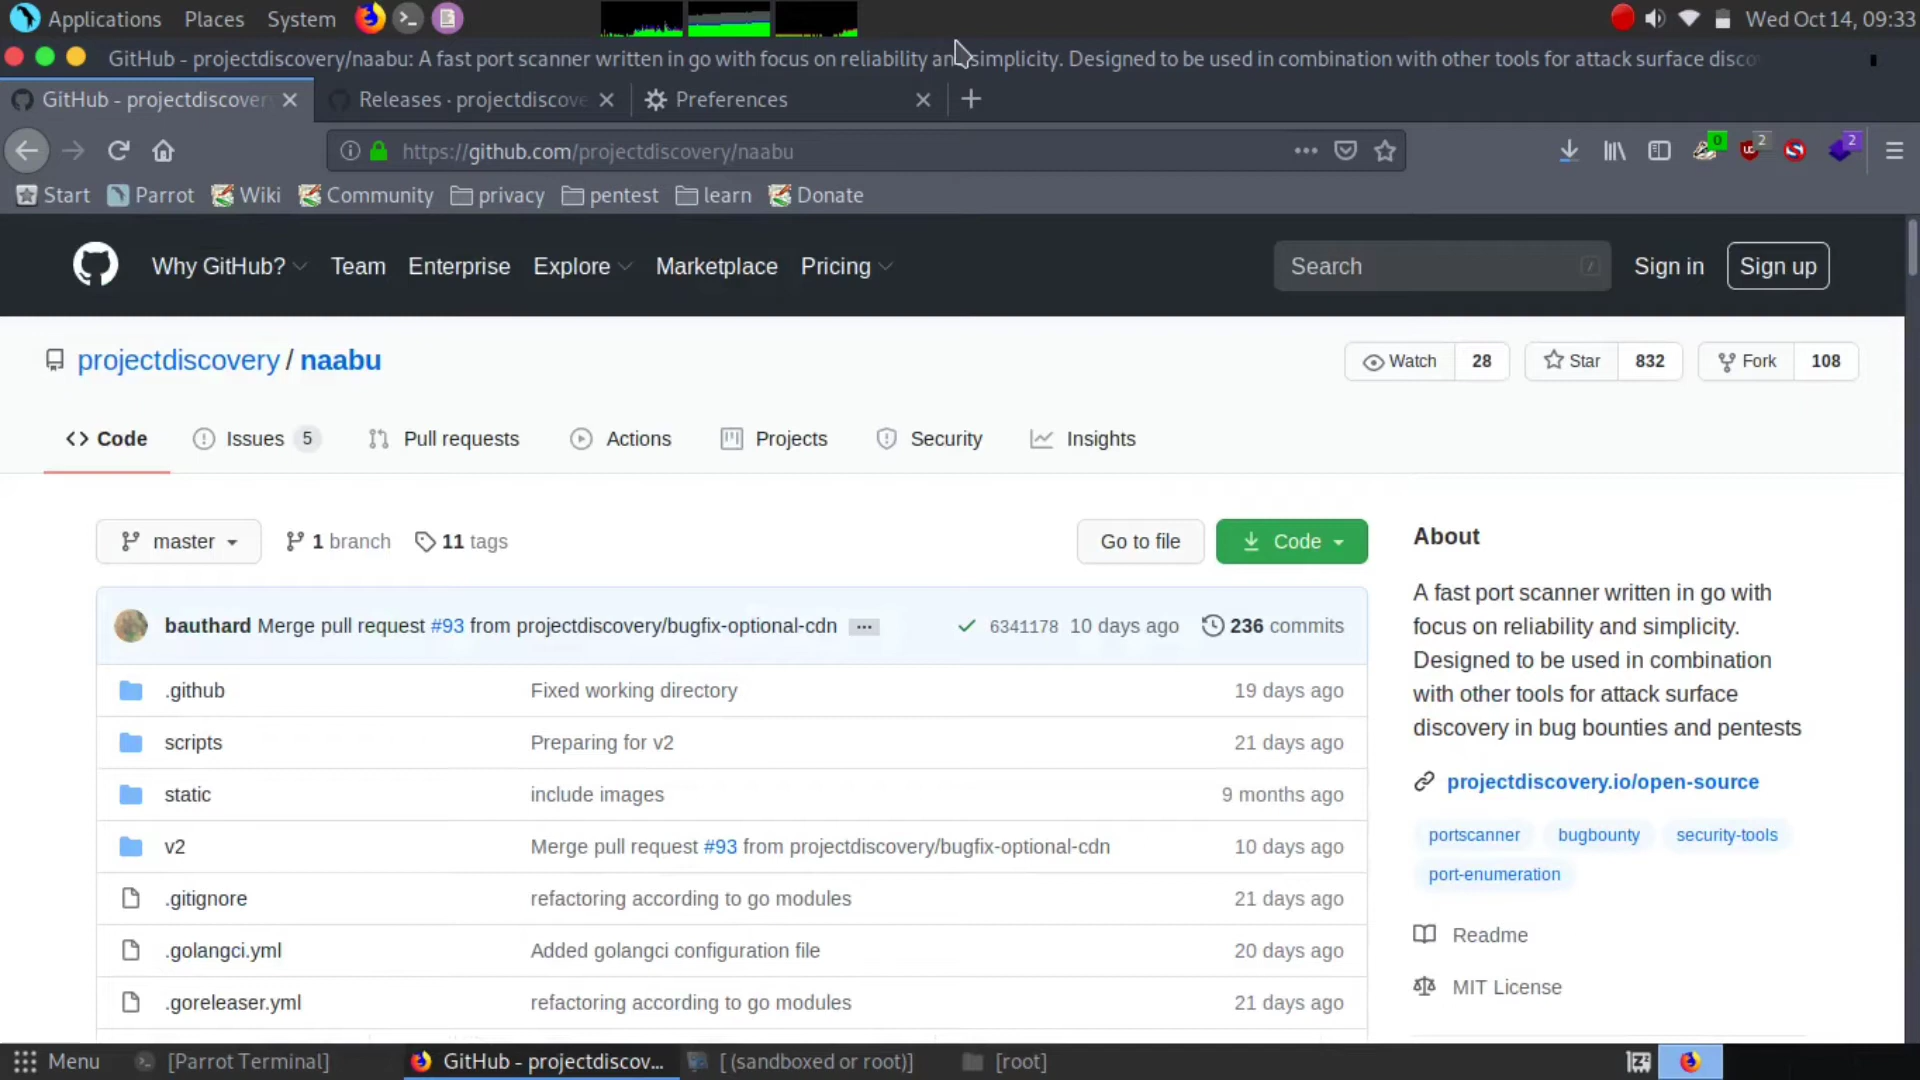 Applications Places System Wed Oct 14, 09:33
GitHub - projectdiscovery/naabu: A fast port scanner written in go with focus on reliability an simplicity. Designed to be used in combination with other tools for attack surface disco
GitHub - projectdiscover Releases · projectdiscove Preferences
https://github.com/projectdiscovery/naabu 0 2 2
Start Parrot Wiki Community privacy pentest learn Donate
Why GitHub? Team Enterprise Explore Marketplace Pricing Search / Sign in Sign up
projectdiscovery / naabu Watch 28 Star 832 Fork 108
Code Issues 5 Pull requests Actions Projects Security Insights
master 1 branch 11 tags Go to file Code
About
A fast port scanner written in go with
focus on reliability and simplicity.
Designed to be used in combination
with other tools for attack surface
discovery in bug bounties and pentests
projectdiscovery.io/open-source
portscanner bugbounty security-tools
port-enumeration
Readme
MIT License
bauthard Merge pull request #93 from projectdiscovery/bugfix-optional-cdn ... 6341178 10 days ago 236 commits
.github Fixed working directory 19 days ago
scripts Preparing for v2 21 days ago
static include images 9 months ago
v2 Merge pull request #93 from projectdiscovery/bugfix-optional-cdn 10 days ago
.gitignore refactoring according to go modules 21 days ago
.golangci.yml Added golangci configuration file 20 days ago
.goreleaser.yml refactoring according to go modules 21 days ago
Menu [Parrot Terminal] GitHub - projectdiscov... [ (sandboxed or root)] [root]